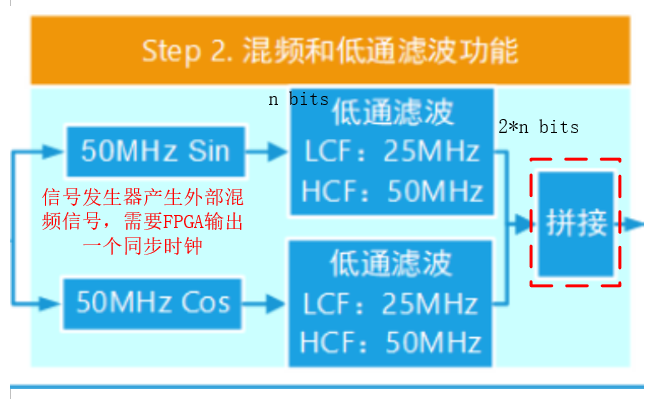 Step 2. 混频和低通滤波功能
n bits
50MHz Sin
低通滤波
LCF：25MHz
HCF：50MHz
2*n bits
信号发生器产生外部混
频信号，需要FPGA输出
一个同步时钟
拼接
50MHz Cos
低通滤波
LCF：25MHz
HCF：50MHz